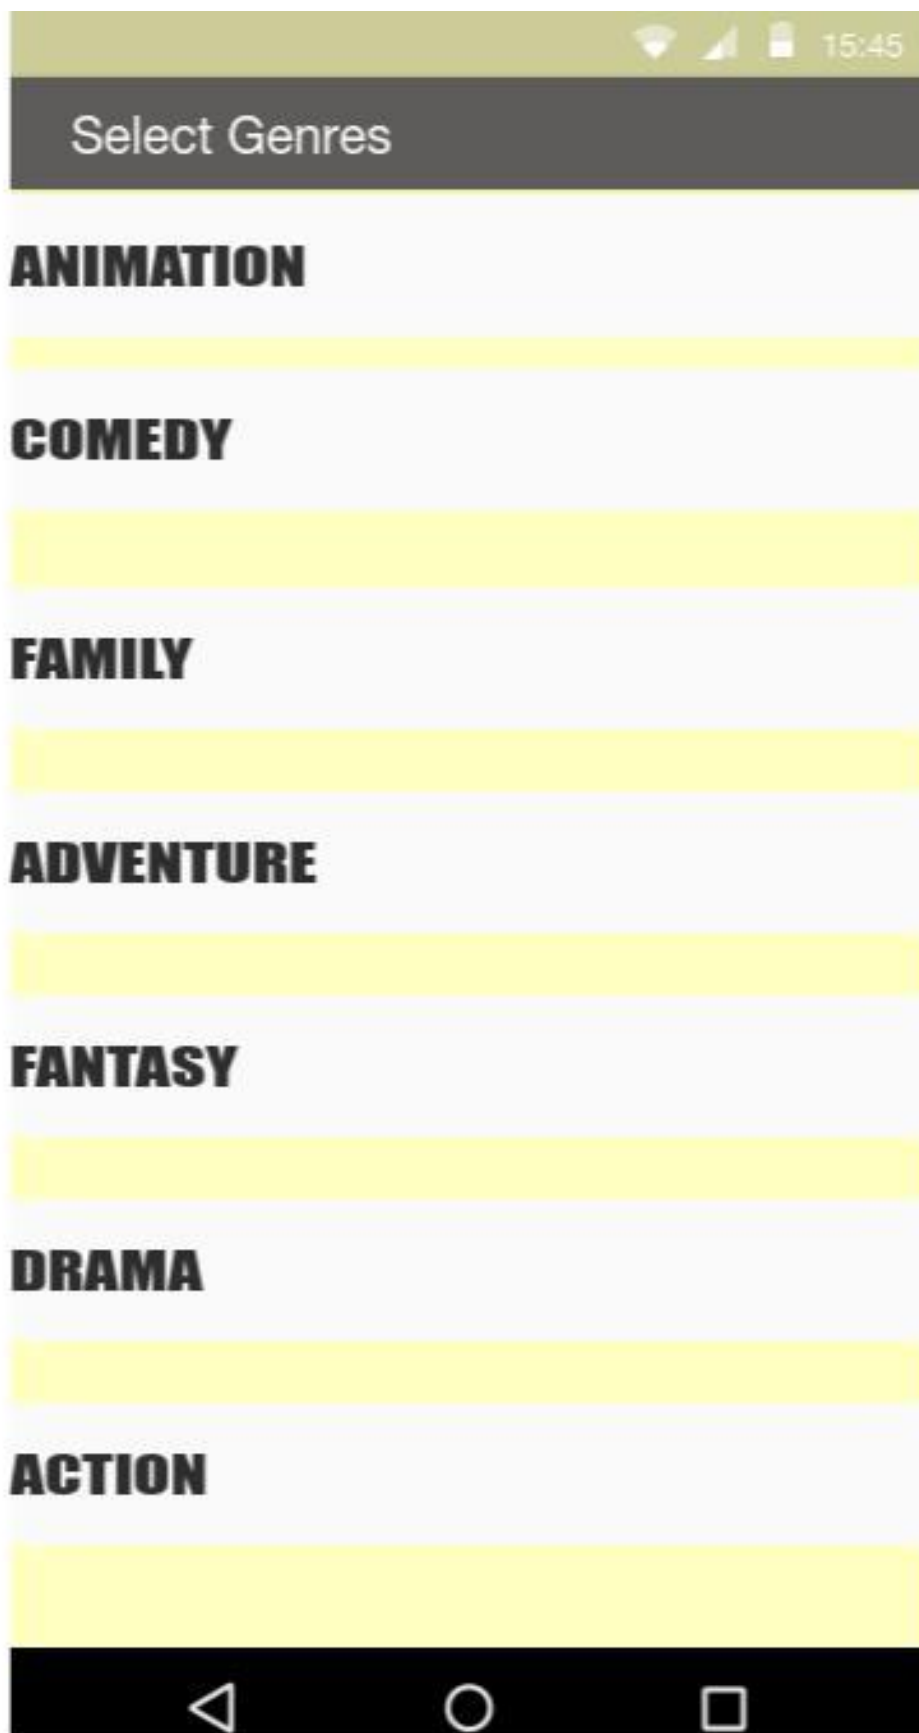 15:45
Select Genres
ANIMATION
COMEDY
FAMILY
ADVENTURE
FANTASY
DRAMA
ACTION